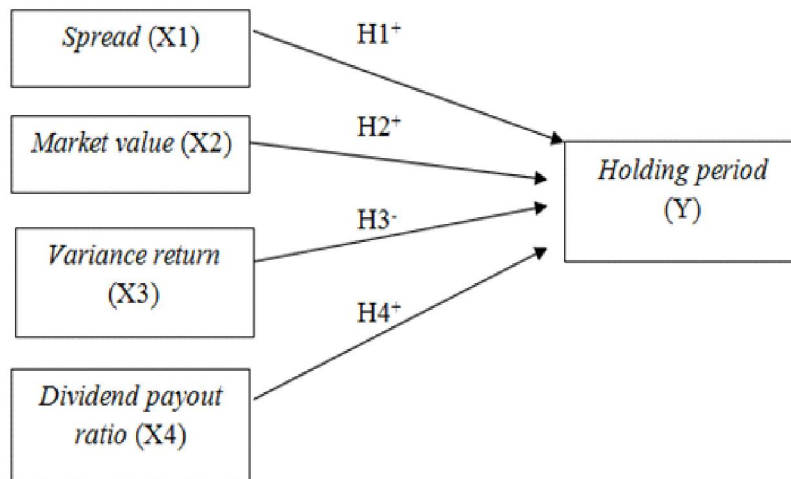 Spread (X1)
H1⁺
Market value (X2)
H2⁺
Holding period
(Y)
Variance return
(X3)
H3⁻
Dividend payout
ratio (X4)
H4⁺